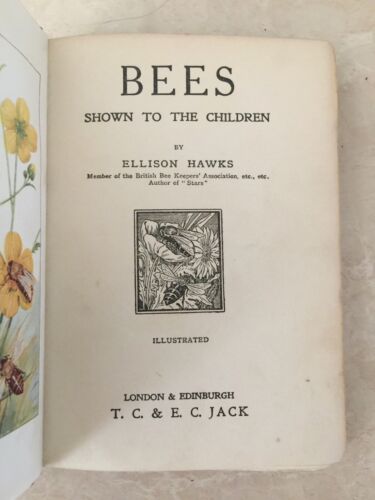 BEES
SHOWN TO THE CHILDREN
BY
ELLISON HAWKS
Member of the British Bee Keepers' Association, etc., etc.
Author of "Stars"
ILLUSTRATED
LONDON & EDINBURGH
T. C. & E. C. JACK